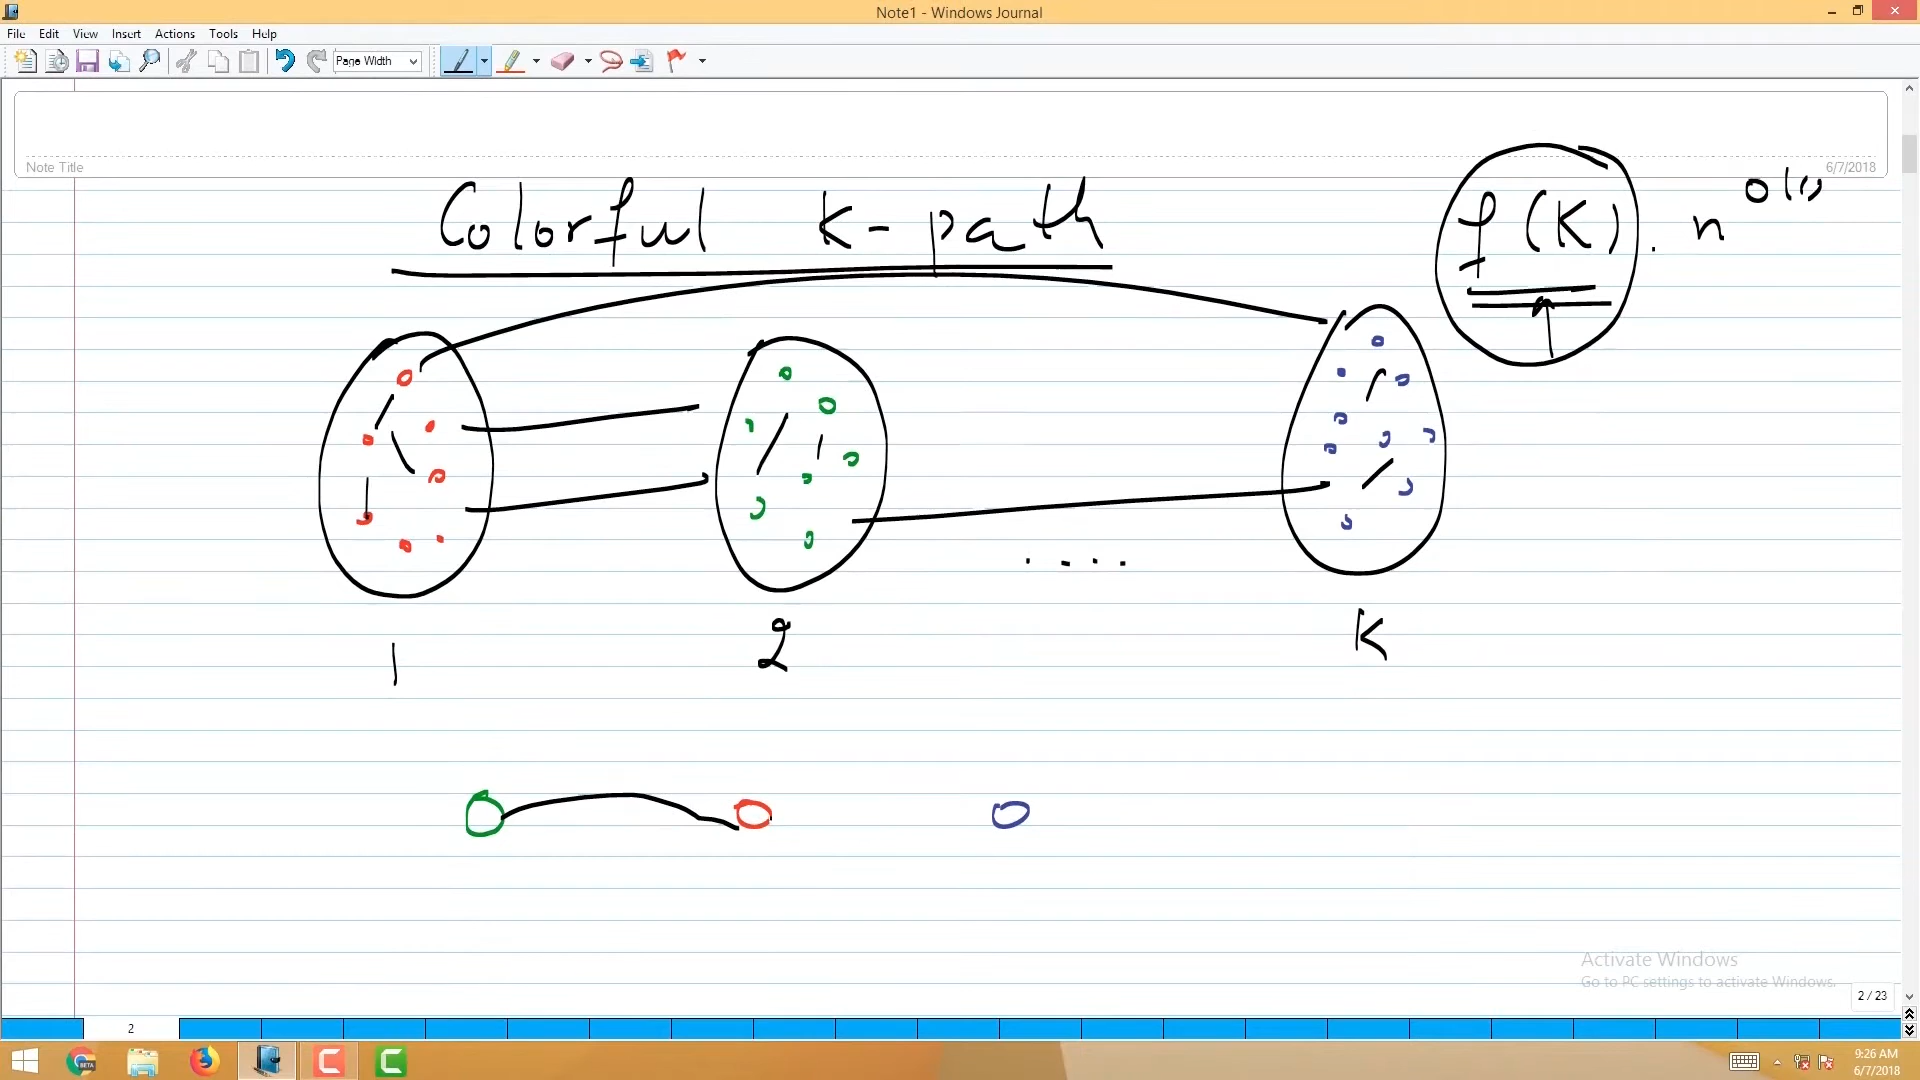 Note1 - Windows Journal
File Edit View Insert Actions Tools Help
Page Width
Note Title
6/7/2018
Colorful k-path
f(K). n^O(1)
1
2
K
Activate Windows
Go to PC settings to activate Windows.
2 / 23
2
BETA
9:26 AM
6/7/2018